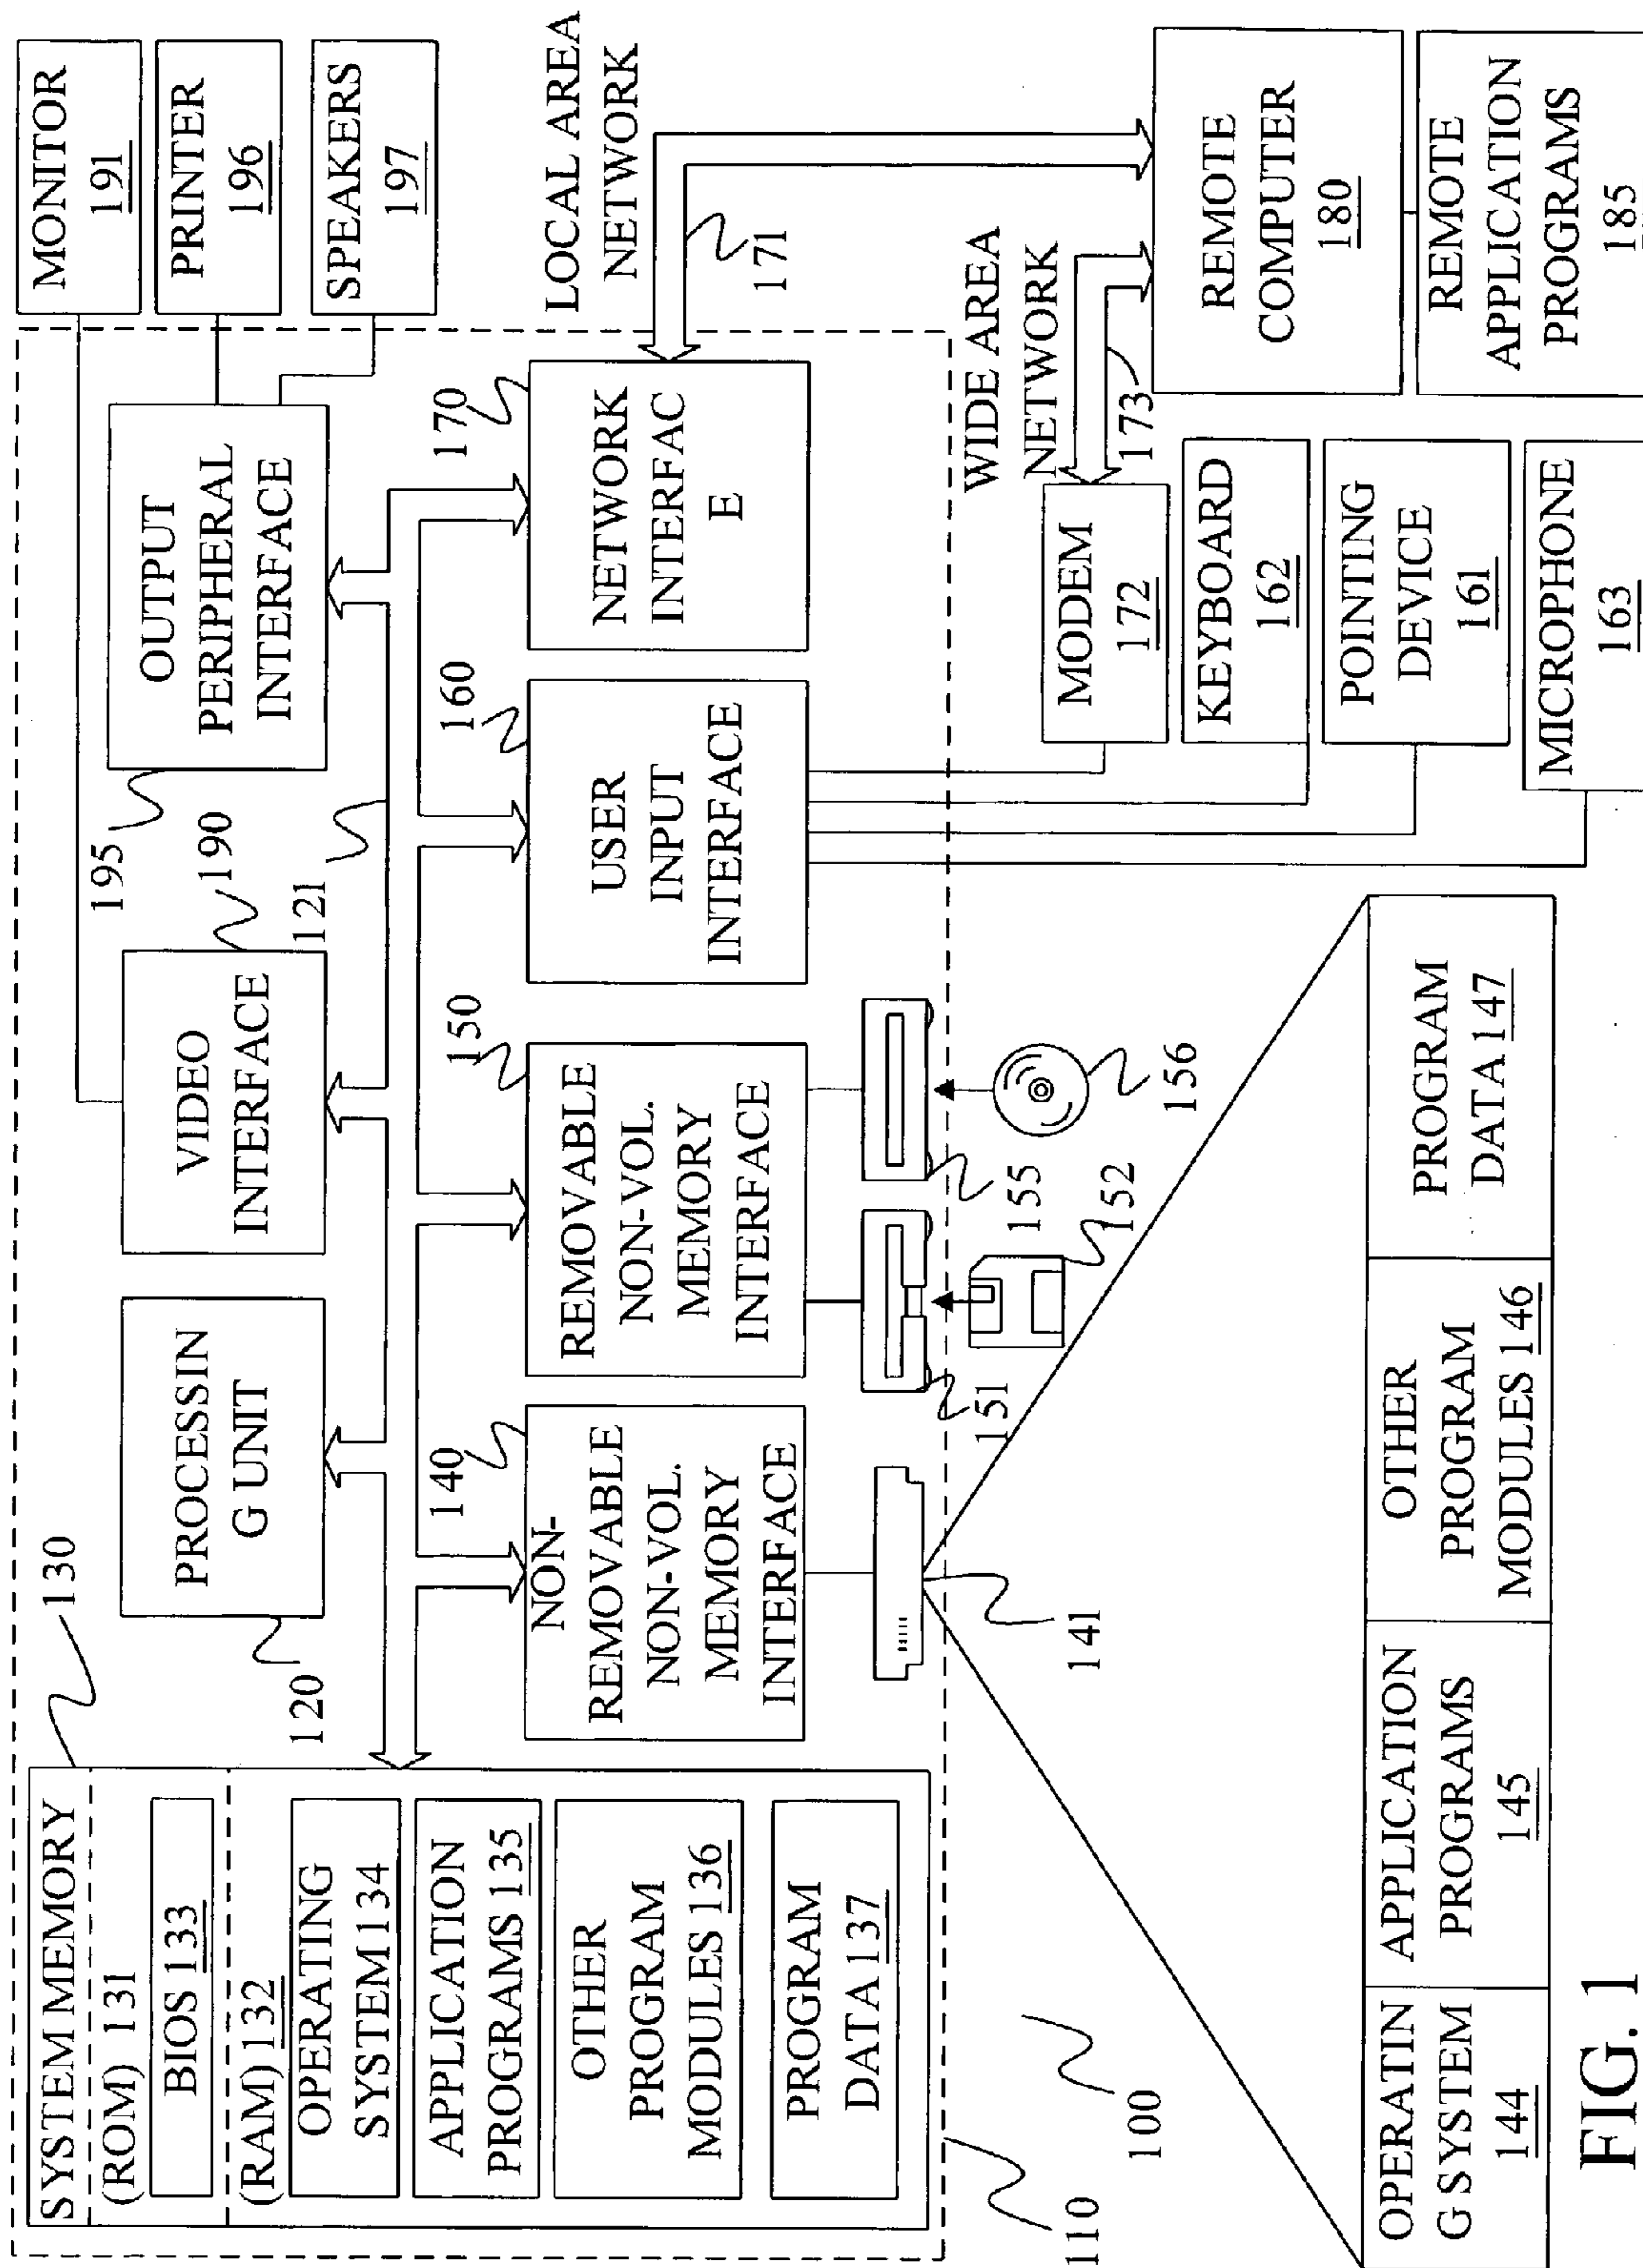 SYSTEM MEMORY
(ROM) 131
BIOS 133
(RAM) 132
OPERATING
SYSTEM 134
APPLICATION
PROGRAMS 135
OTHER
PROGRAM
MODULES 136
PROGRAM
DATA 137
130
120
PROCESSIN
G UNIT
VIDEO
INTERFACE
190
121
195
OUTPUT
PERIPHERAL
INTERFACE
MONITOR
191
PRINTER
196
SPEAKERS
197
140
NON-
REMOVABLE
NON-VOL.
MEMORY
INTERFACE
150
REMOVABLE
NON-VOL.
MEMORY
INTERFACE
160
USER
INPUT
INTERFACE
170
NETWORK
INTERFAC
E
LOCAL AREA
NETWORK
171
141
151
152
155
156
WIDE AREA
NETWORK
173
MODEM
172
KEYBOARD
162
POINTING
DEVICE
161
MICROPHONE
163
REMOTE
COMPUTER
180
REMOTE
APPLICATION
PROGRAMS
185
110
100
OPERATIN
G SYSTEM
144
APPLICATION
PROGRAMS
145
OTHER
PROGRAM
MODULES 146
PROGRAM
DATA 147
FIG. 1